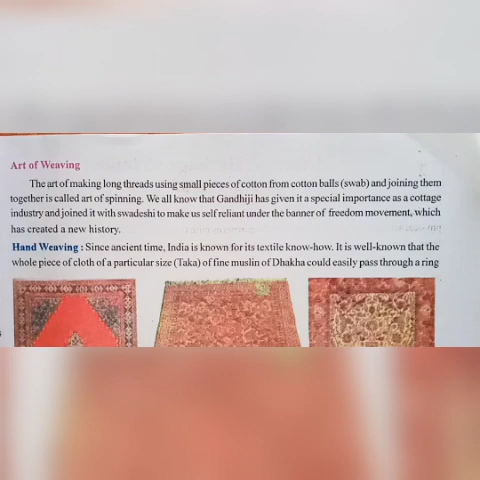 Art of Weaving
The art of making long threads using small pieces of cotton from cotton balls (swab) and joining them
together is called art of spinning. We all know that Gandhiji has given it a special importance as a cottage
industry and joined it with swadeshi to make us self reliant under the banner of freedom movement, which
has created a new history.
Hand Weaving : Since ancient time, India is known for its textile know-how. It is well-known that the
whole piece of cloth of a particular size (Taka) of fine muslin of Dhakha could easily pass through a ring